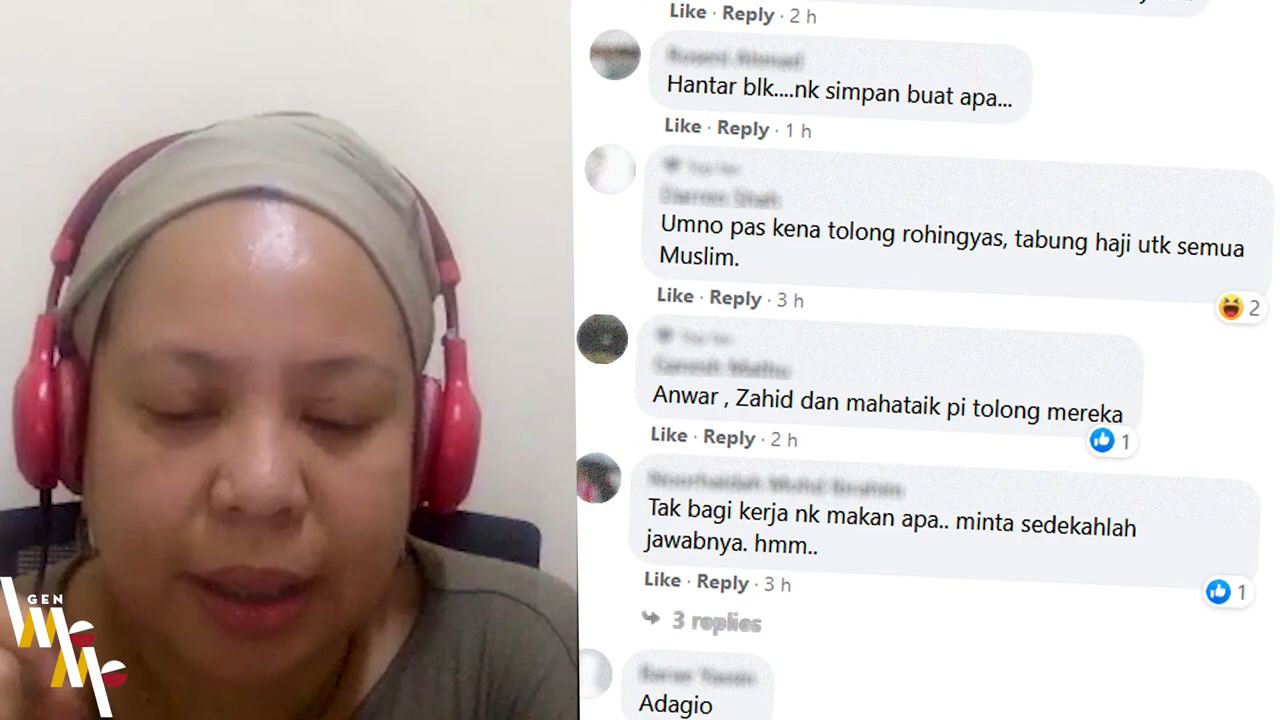 Like · Reply · 2 h
Hantar blk....nk simpan buat apa...
Like · Reply · 1 h
Umno pas kena tolong rohingyas, tabung haji utk semua
Muslim.
2
Like · Reply · 3 h
Anwar , Zahid dan mahataik pi tolong mereka
1
Like · Reply · 2 h
Tak bagi kerja nk makan apa.. minta sedekahlah
jawabnya. hmm..
1
Like · Reply · 3 h
3 replies
Adagio
GEN